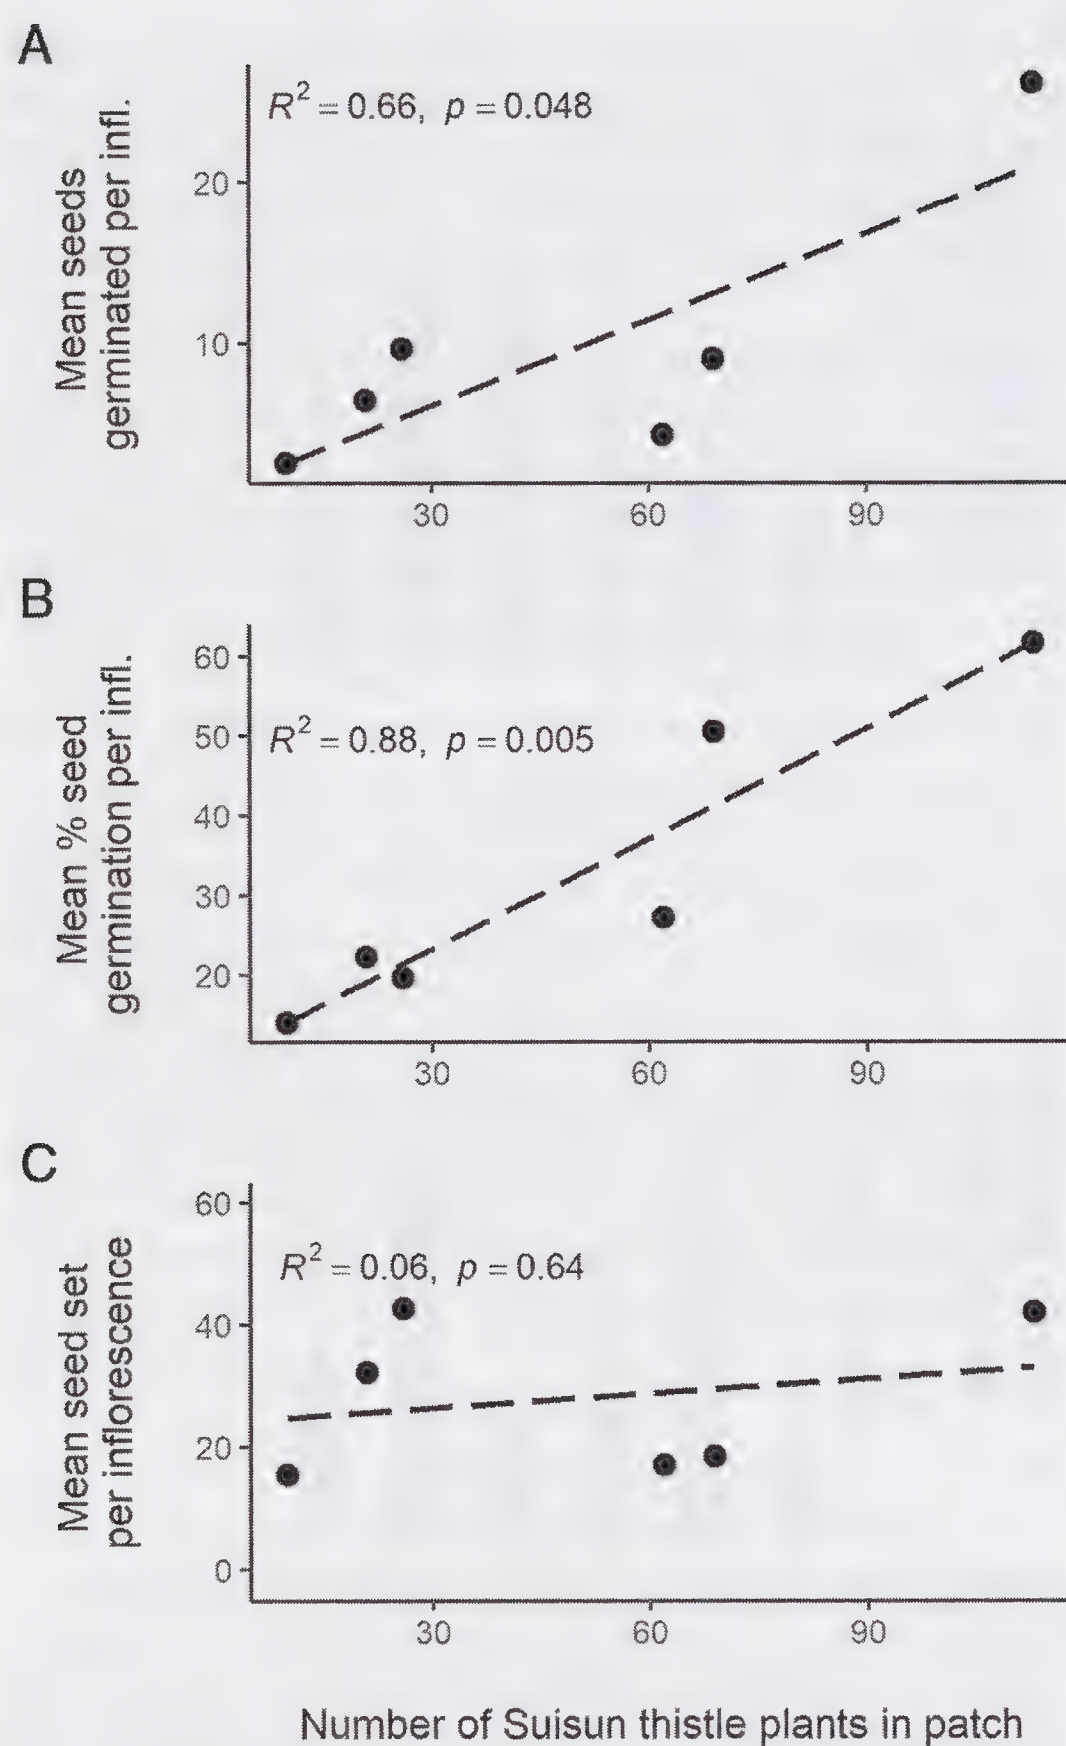 A
R² = 0.66, p = 0.048
Mean seeds
germinated per infl.
20
10
30
60
90
B
R² = 0.88, p = 0.005
Mean % seed
germination per infl.
60
50
40
30
20
30
60
90
C
R² = 0.06, p = 0.64
Mean seed set
per inflorescence
60
40
20
0
30
60
90
Number of Suisun thistle plants in patch